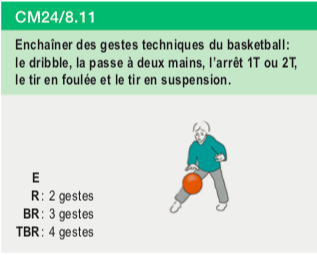 CM24/8.11
Enchaîner des gestes techniques du basketball:
le dribble, la passe à deux mains, l'arrêt 1T ou 2T,
le tir en foulée et le tir en suspension.
E
R: 2 gestes
BR: 3 gestes
TBR: 4 gestes